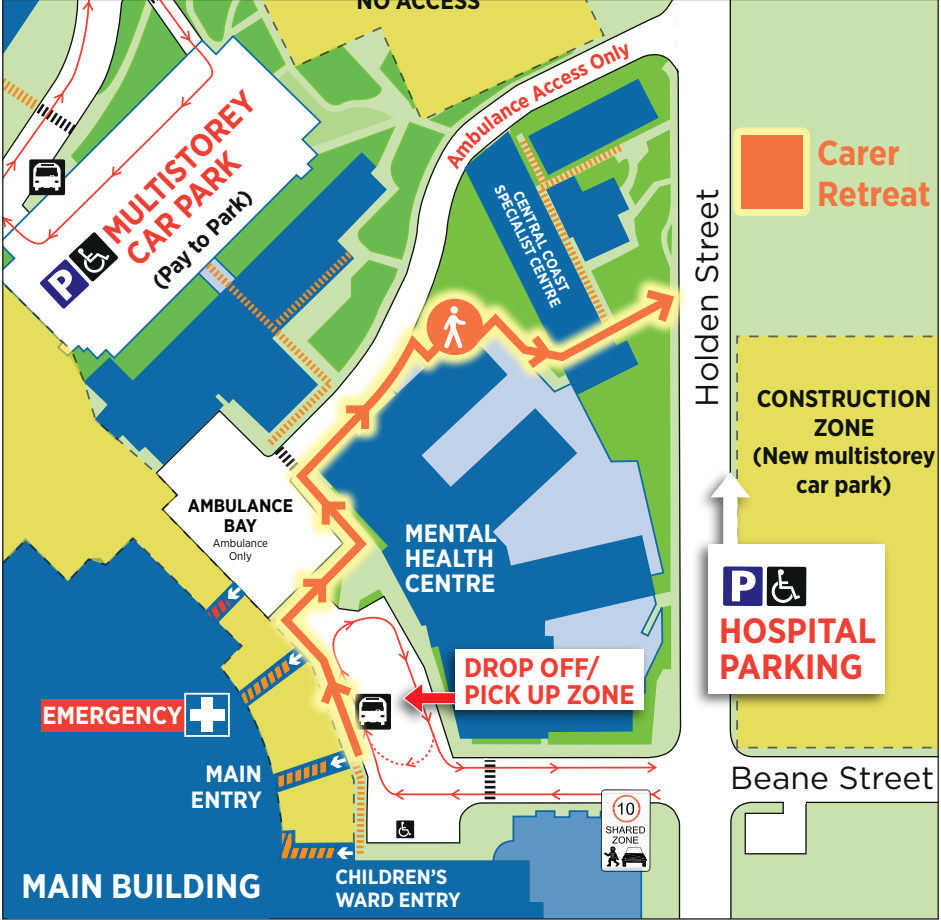 NO ACCESS
Ambulance Access Only
MULTISTOREY
CAR PARK
(Pay to Park)
P
CENTRAL COAST
SPECIALIST CENTRE
Holden Street
Carer
Retreat
CONSTRUCTION
ZONE
(New multistorey
car park)
AMBULANCE
BAY
Ambulance
Only
MENTAL
HEALTH
CENTRE
P
HOSPITAL
PARKING
DROP OFF/
PICK UP ZONE
EMERGENCY
MAIN
ENTRY
Beane Street
10
SHARED
ZONE
MAIN BUILDING
CHILDREN'S
WARD ENTRY